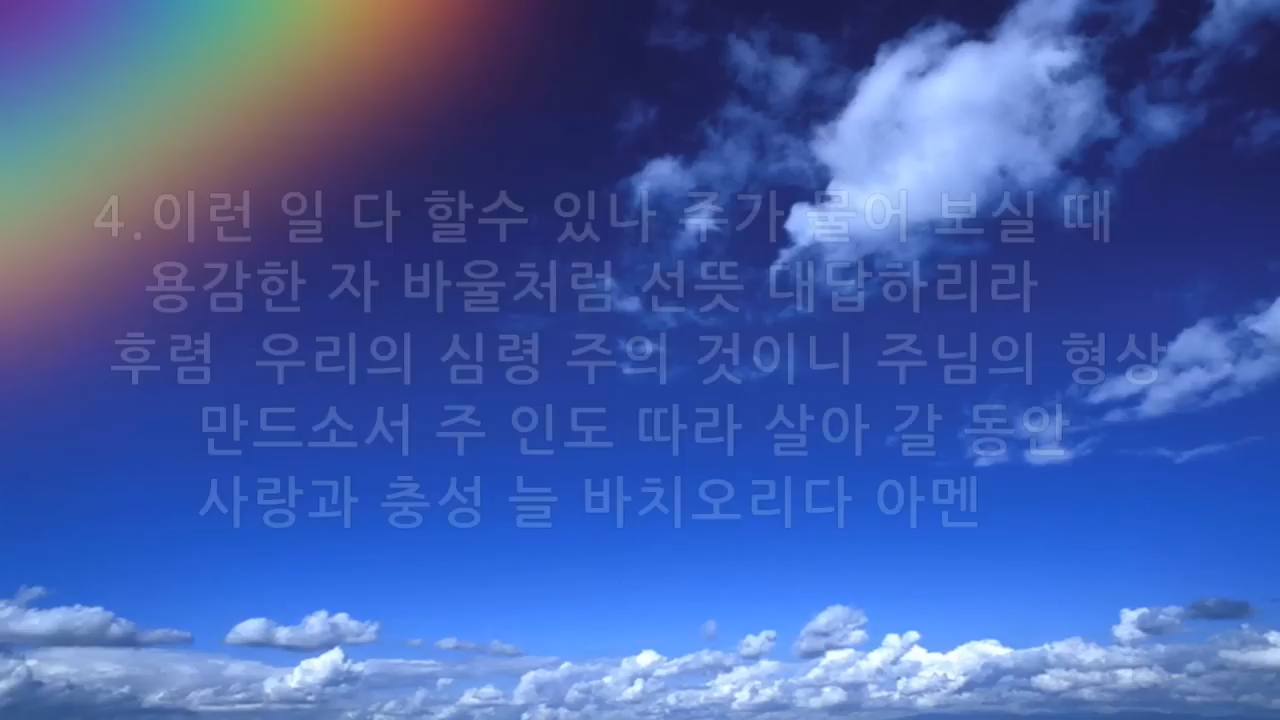 4.이런 일 다 할수 있나 주가 물어 보실 때
용감한 자 바울처럼 선뜻 대답하리라
후렴 우리의 심령 주의 것이니 주님의 형상
만드소서 주 인도 따라 살아 갈 동안
사랑과 충성 늘 바치오리다 아멘